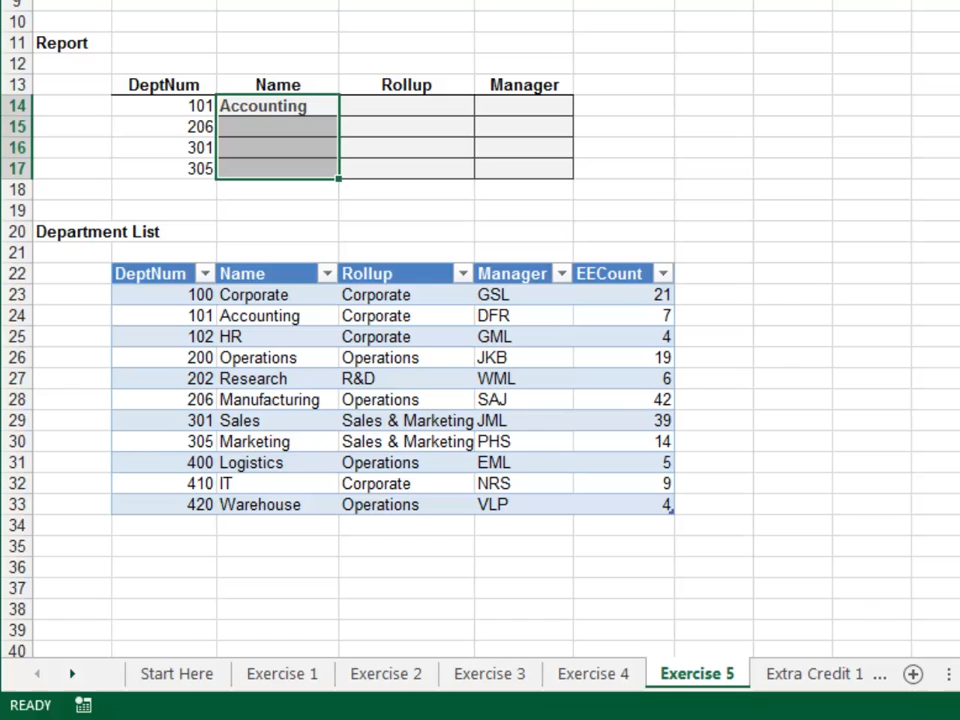 9
10
11 Report
12
13 DeptNum Name Rollup Manager
14 101 Accounting
15 206
16 301
17 305
18
19
20 Department List
21
22 DeptNum Name Rollup Manager EECount
23 100 Corporate Corporate GSL 21
24 101 Accounting Corporate DFR 7
25 102 HR Corporate GML 4
26 200 Operations Operations JKB 19
27 202 Research R&D WML 6
28 206 Manufacturing Operations SAJ 42
29 301 Sales Sales & Marketing JML 39
30 305 Marketing Sales & Marketing PHS 14
31 400 Logistics Operations EML 5
32 410 IT Corporate NRS 9
33 420 Warehouse Operations VLP 4
34
35
36
37
38
39
40
Start Here Exercise 1 Exercise 2 Exercise 3 Exercise 4 Exercise 5 Extra Credit 1 ...
READY